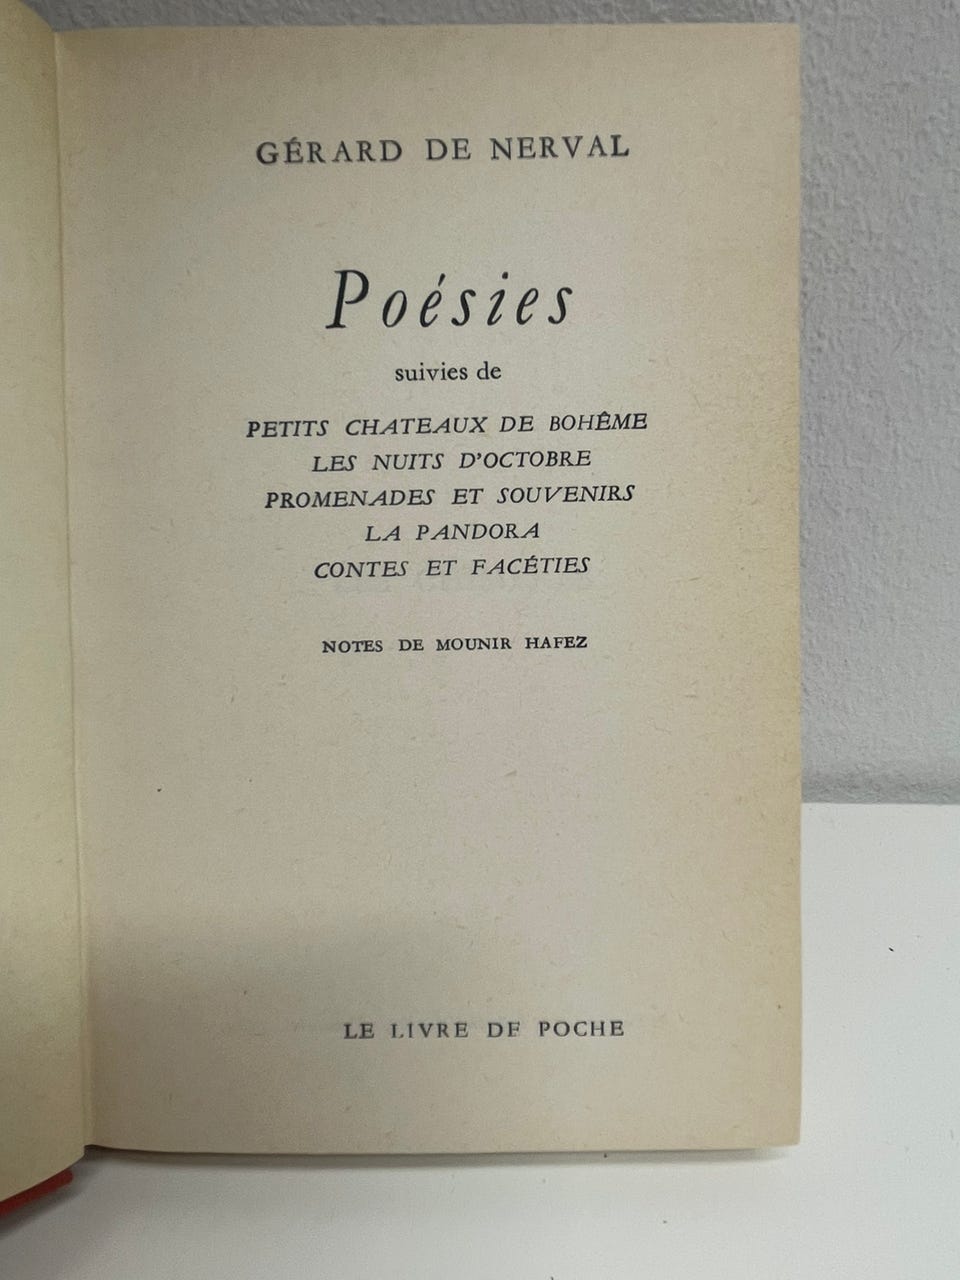 GÉRARD DE NERVAL
Poésies
suivies de
PETITS CHATEAUX DE BOHÊME
LES NUITS D'OCTOBRE
PROMENADES ET SOUVENIRS
LA PANDORA
CONTES ET FACÉTIES
NOTES DE MOUNIR HAFEZ
LE LIVRE DE POCHE